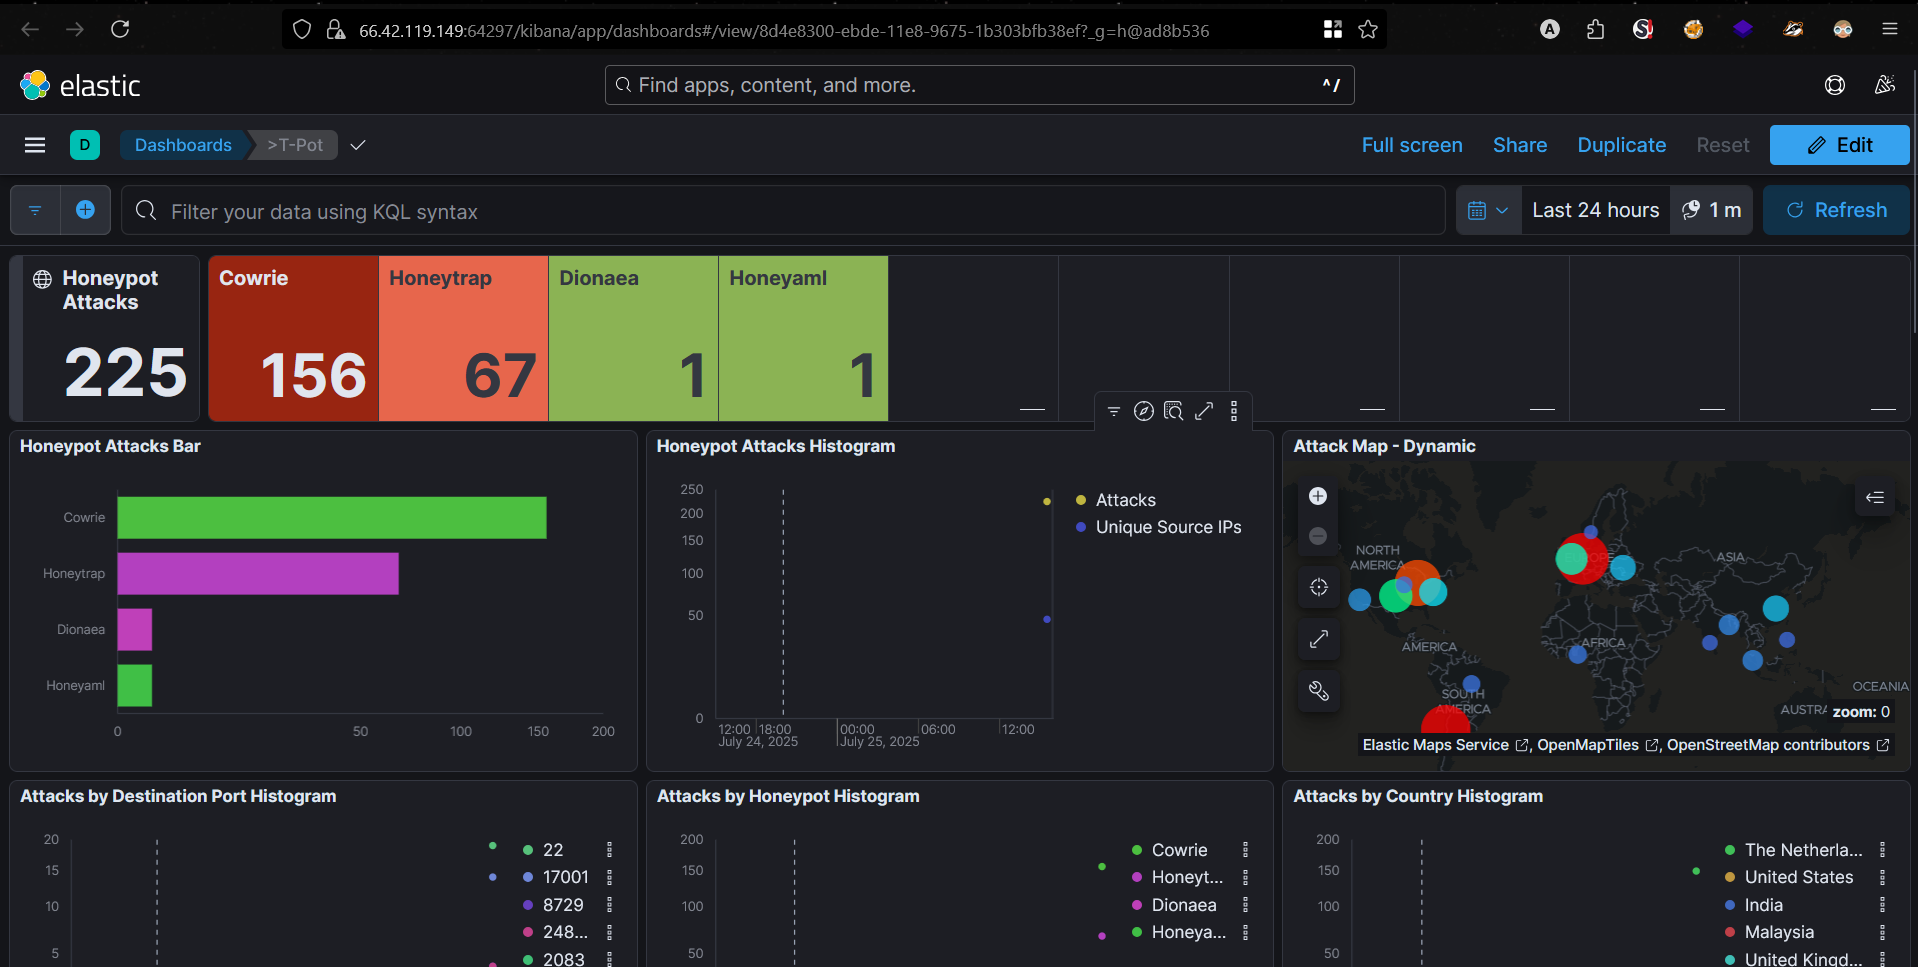 66.42.119.149:64297/kibana/app/dashboards#/view/8d4e8300-ebde-11e8-9675-1b303bfb38ef?_g=h@ad8b536
A
elastic
Find apps, content, and more.
^/
D
Dashboards
>T-Pot
Full screen
Share
Duplicate
Reset
Edit
Filter your data using KQL syntax
Last 24 hours
1 m
Refresh
Honeypot
Attacks
225
Cowrie
156
Honeytrap
67
Dionaea
1
Honeyaml
1
Honeypot Attacks Bar
Cowrie
Honeytrap
Dionaea
Honeyaml
0
50
100
150
200
Honeypot Attacks Histogram
250
200
150
100
50
0
12:00
18:00
00:00
06:00
12:00
July 24, 2025
July 25, 2025
Attacks
Unique Source IPs
Attack Map - Dynamic
NORTH
AMERICA
ASIA
AMERICA
AFRICA
SOUTH
AMERICA
OCEANIA
AUSTRA
zoom: 0
Elastic Maps Service , OpenMapTiles , OpenStreetMap contributors
Attacks by Destination Port Histogram
20
15
10
5
22
17001
8729
248...
2083
Attacks by Honeypot Histogram
200
150
100
50
Cowrie
Honeyt...
Dionaea
Honeya...
Attacks by Country Histogram
200
150
100
50
The Netherla...
United States
India
Malaysia
United Kingd...